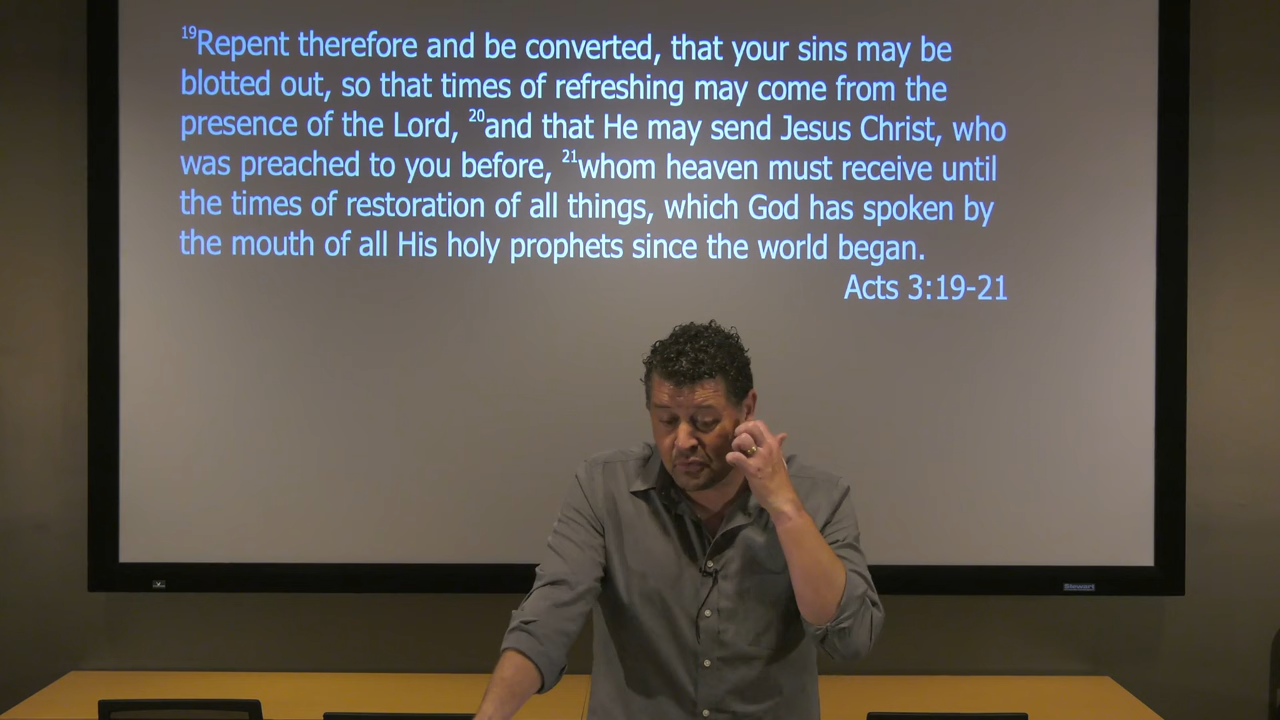 19Repent therefore and be converted, that your sins may be
blotted out, so that times of refreshing may come from the
presence of the Lord, 20and that He may send Jesus Christ, who
was preached to you before, 21whom heaven must receive until
the times of restoration of all things, which God has spoken by
the mouth of all His holy prophets since the world began.
Acts 3:19-21
Stewart